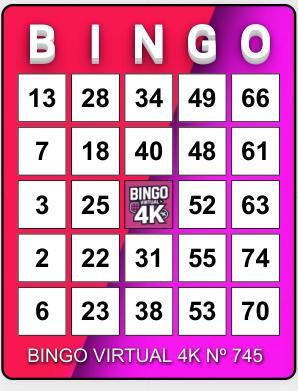 B I N G O
13 28 34 49 66
7 18 40 48 61
3 25 BINGO VIRTUAL 4K 52 63
2 22 31 55 74
6 23 38 53 70
BINGO VIRTUAL 4K Nº 745